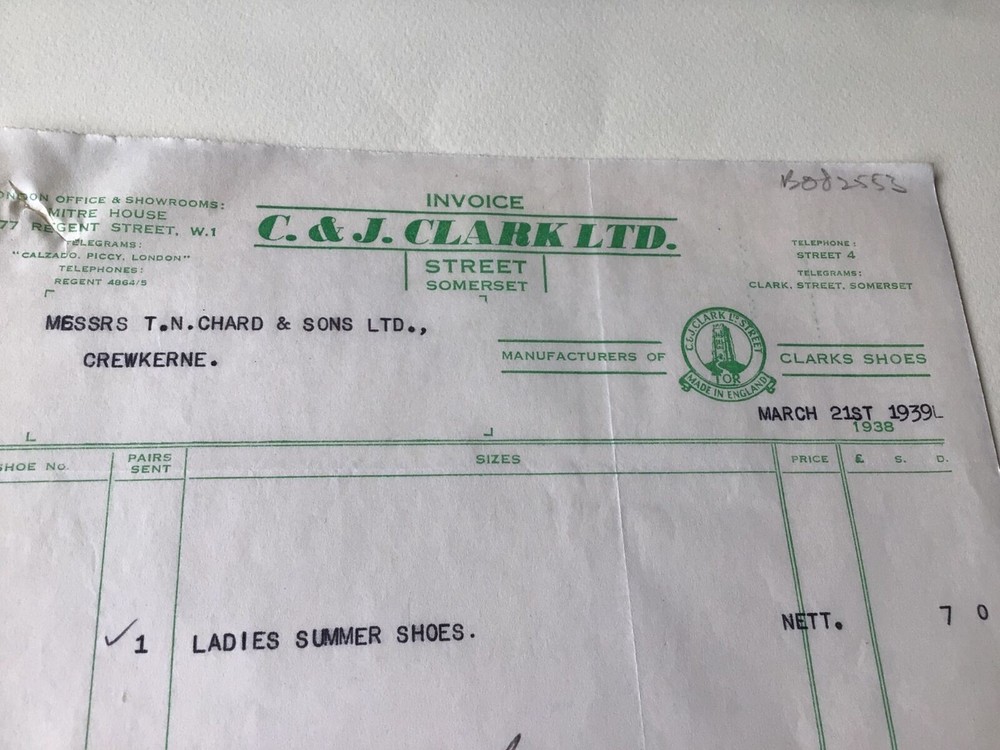 B082553
LONDON OFFICE & SHOWROOMS:
MITRE HOUSE
77 REGENT STREET, W.1
TELEGRAMS:
"CALZADO, PICCY, LONDON"
TELEPHONES:
REGENT 4864/5
INVOICE
C. & J. CLARK LTD.
STREET
SOMERSET
TELEPHONE:
STREET 4
TELEGRAMS:
CLARK, STREET, SOMERSET
MESSRS T.N.CHARD & SONS LTD.,
CREWKERNE.
MANUFACTURERS OF
C.&J.CLARK LTD STREET
TOR
MADE IN ENGLAND
CLARKS SHOES
MARCH 21ST 1939L
1938
SHOE No.
PAIRS SENT
SIZES
PRICE
£ S. D.
1 LADIES SUMMER SHOES. NETT. 7 0